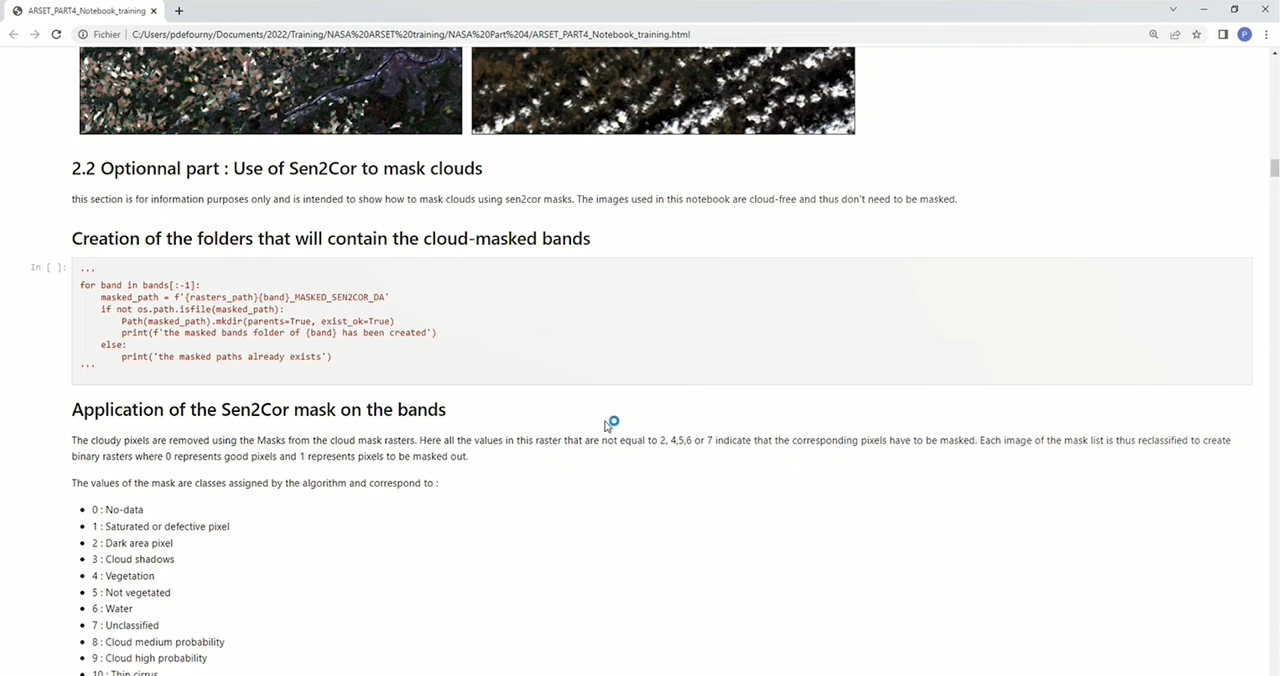 ARSET_PART4_Notebook_training
Fichier C:/Users/pdefourny/Documents/2022/Training/NASA%20ARSET%20training/NASA%20Part%204/ARSET_PART4_Notebook_training.html
P
2.2 Optionnal part : Use of Sen2Cor to mask clouds
this section is for information purposes only and is intended to show how to mask clouds using sen2cor masks. The images used in this notebook are cloud-free and thus don't need to be masked.
Creation of the folders that will contain the cloud-masked bands
In [ ]:
'''
for band in bands[:-1]:
    masked_path = f'{rasters_path}{band}_MASKED_SEN2COR_DA'
    if not os.path.isfile(masked_path):
        Path(masked_path).mkdir(parents=True, exist_ok=True)
        print(f'the masked bands folder of {band} has been created')
    else:
        print('the masked paths already exists')
'''
Application of the Sen2Cor mask on the bands
The cloudy pixels are removed using the Masks from the cloud mask rasters. Here all the values in this raster that are not equal to 2, 4,5,6 or 7 indicate that the corresponding pixels have to be masked. Each image of the mask list is thus reclassified to create
binary rasters where 0 represents good pixels and 1 represents pixels to be masked out.
The values of the mask are classes assigned by the algorithm and correspond to :
• 0 : No-data
• 1 : Saturated or defective pixel
• 2 : Dark area pixel
• 3 : Cloud shadows
• 4 : Vegetation
• 5 : Not vegetated
• 6 : Water
• 7 : Unclassified
• 8 : Cloud medium probability
• 9 : Cloud high probability
• 10 : Thin cirrus